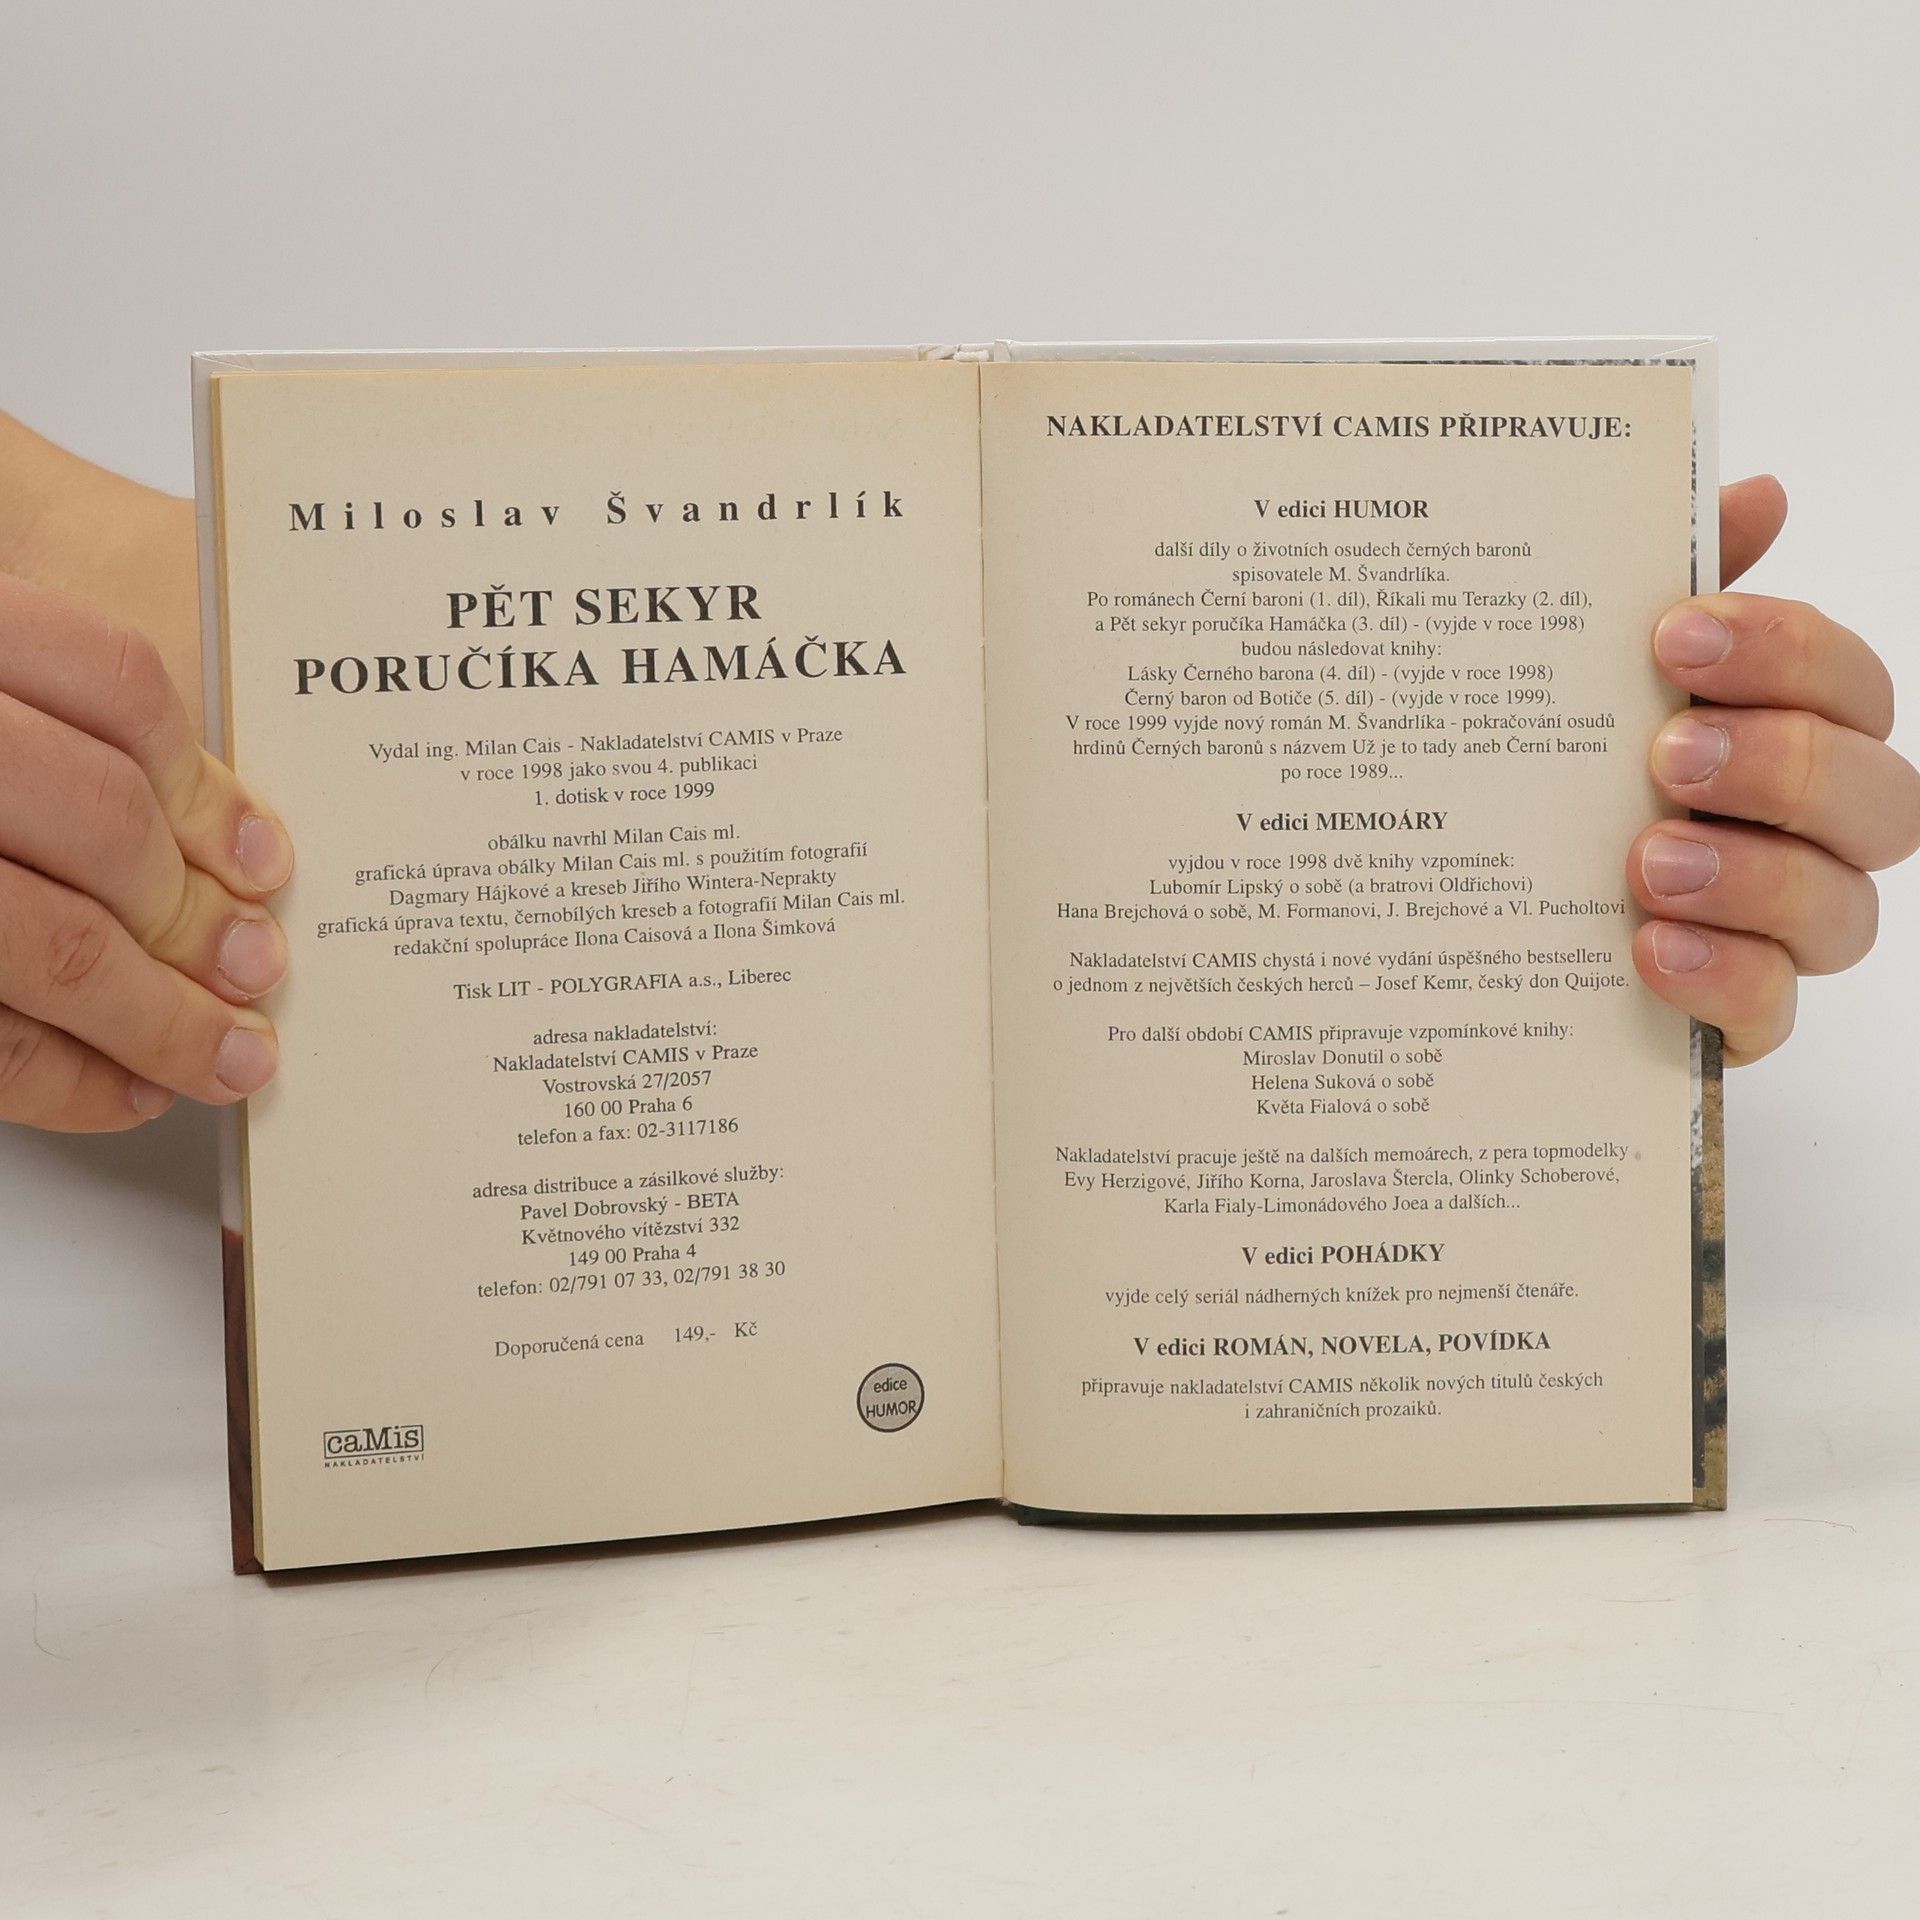 Miloslav Švandrlík
PĚT SEKYR
PORUČÍKA HAMÁČKA
Vydal ing. Milan Cais - Nakladatelství CAMIS v Praze
v roce 1998 jako svou 4. publikaci
1. dotisk v roce 1999
obálku navrhl Milan Cais ml.
grafická úprava obálky Milan Cais ml. s použitím fotografií
Dagmary Hájkové a kreseb Jiřího Wintera-Neprakty
grafická úprava textu, černobílých kreseb a fotografií Milan Cais ml.
redakční spolupráce Ilona Caisová a Ilona Šimková
Tisk LIT - POLYGRAFIA a.s., Liberec
adresa nakladatelství:
Nakladatelství CAMIS v Praze
Vostrovská 27/2057
160 00 Praha 6
telefon a fax: 02-3117186
adresa distribuce a zásilkové služby:
Pavel Dobrovský - BETA
Květnového vítězství 332
149 00 Praha 4
telefon: 02/791 07 33, 02/791 38 30
Doporučená cena 149,- Kč
edice
HUMOR
caMis
NAKLADATELSTVÍ
NAKLADATELSTVÍ CAMIS PŘIPRAVUJE:
V edici HUMOR
další díly o životních osudech černých baronů
spisovatele M. Švandrlíka.
Po románech Černí baroni (1. díl), Říkali mu Terazky (2. díl),
a Pět sekyr poručíka Hamáčka (3. díl) - (vyjde v roce 1998)
budou následovat knihy:
Lásky Černého barona (4. díl) - (vyjde v roce 1998)
Černý baron od Botiče (5. díl) - (vyjde v roce 1999).
V roce 1999 vyjde nový román M. Švandrlíka - pokračování osudů
hrdinů Černých baronů s názvem Už je to tady aneb Černí baroni
po roce 1989...
V edici MEMOÁRY
vyjdou v roce 1998 dvě knihy vzpomínek:
Lubomír Lipský o sobě (a bratrovi Oldřichovi)
Hana Brejchová o sobě, M. Formanovi, J. Brejchové a Vl. Pucholtovi
Nakladatelství CAMIS chystá i nové vydání úspěšného bestselleru
o jednom z největších českých herců – Josef Kemr, český don Quijote.
Pro další období CAMIS připravuje vzpomínkové knihy:
Miroslav Donutil o sobě
Helena Suková o sobě
Květa Fialová o sobě
Nakladatelství pracuje ještě na dalších memoárech, z pera topmodelky
Evy Herzigové, Jiřího Korna, Jaroslava Štercla, Olinky Schoberové,
Karla Fialy-Limonádového Joea a dalších...
V edici POHÁDKY
vyjde celý seriál nádherných knížek pro nejmenší čtenáře.
V edici ROMÁN, NOVELA, POVÍDKA
připravuje nakladatelství CAMIS několik nových titulů českých
i zahraničních prozaiků.